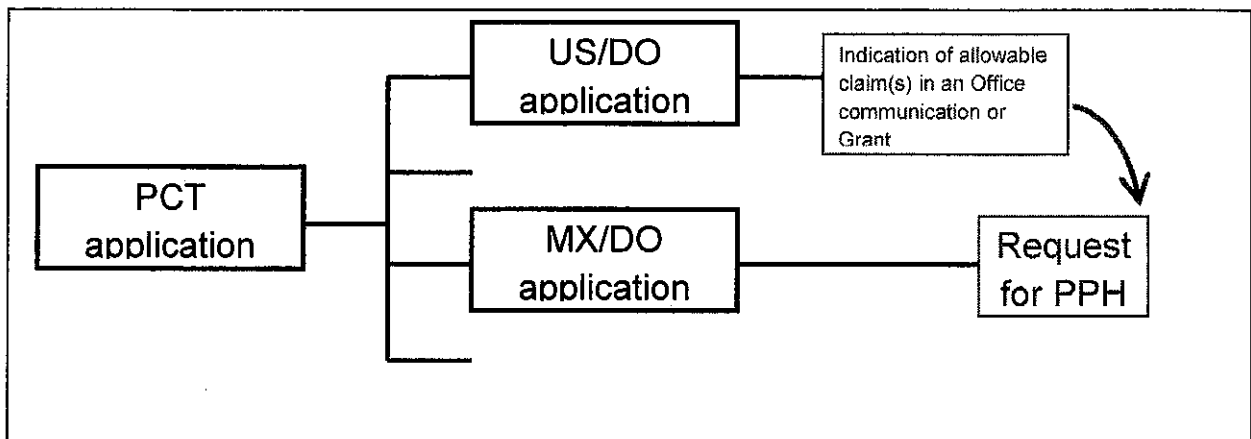 US/DO
application
Indication of allowable
claim(s) in an Office
communication or
Grant
PCT
application
MX/DO
application
Request
for PPH